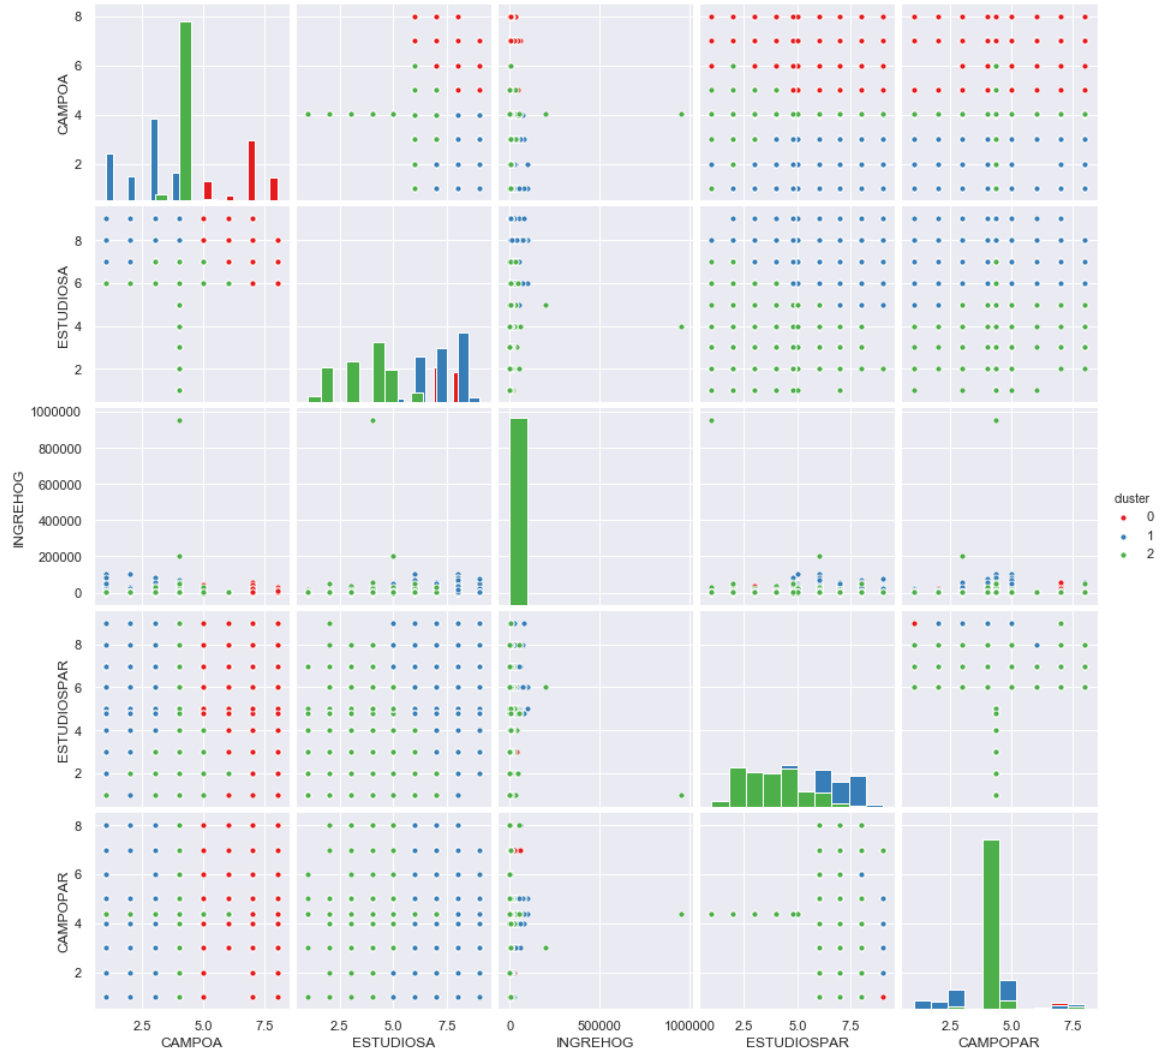 8
6
4
2
CAMPOA
8
6
4
2
ESTUDIOSA
1000000
800000
600000
400000
200000
0
INGREHOG
8
6
4
2
ESTUDIOSPAR
8
6
4
2
CAMPOPAR
2.5 5.0 7.5
CAMPOA
2.5 5.0 7.5
ESTUDIOSA
0 500000 1000000
INGREHOG
2.5 5.0 7.5
ESTUDIOSPAR
2.5 5.0 7.5
CAMPOPAR
cluster
0
1
2